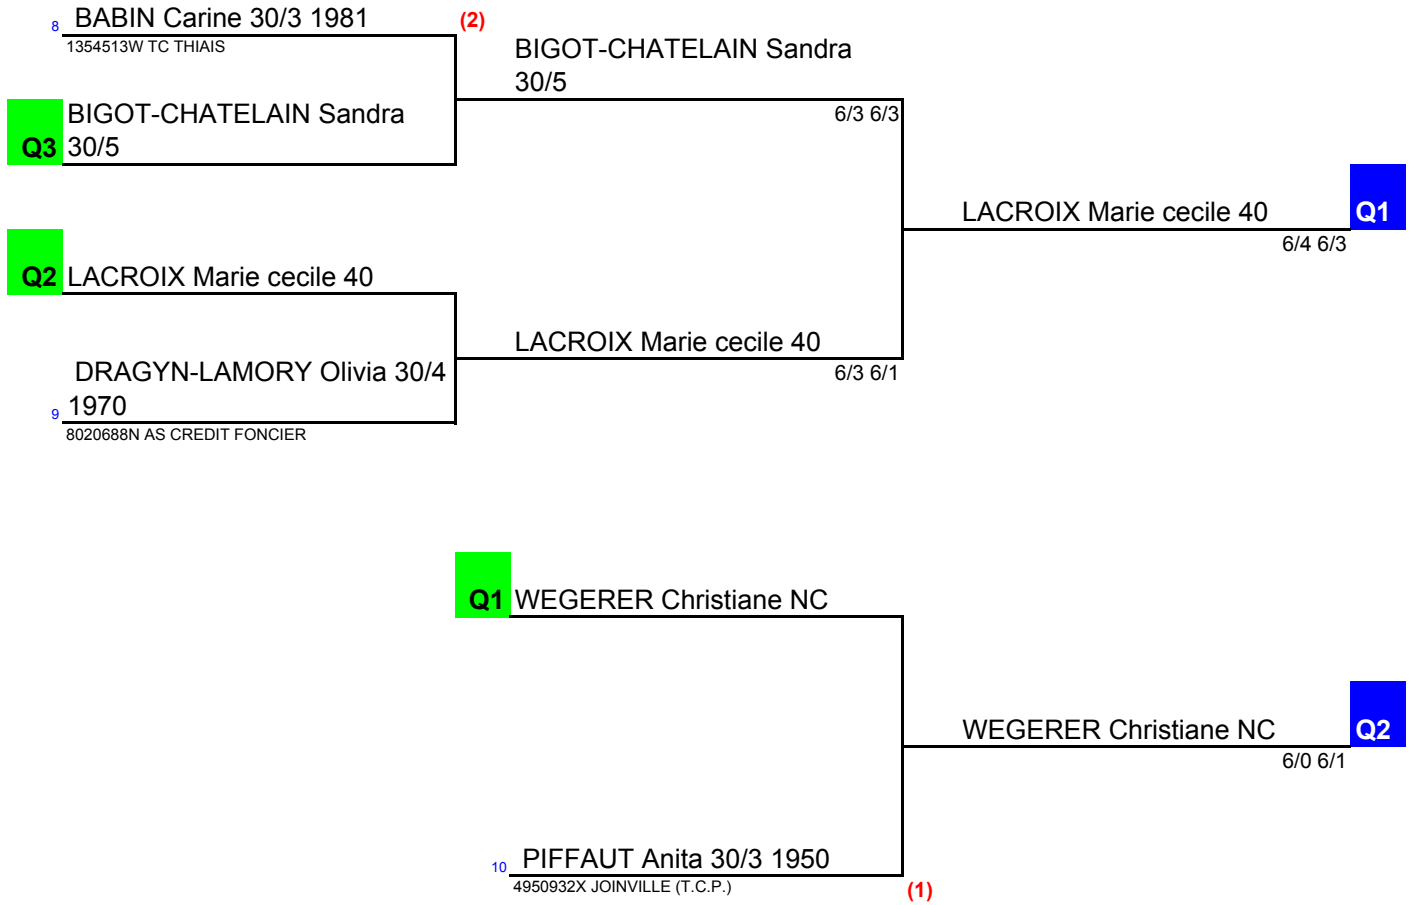 8 BABIN Carine 30/3 1981 (2)
1354513W TC THIAIS
BIGOT-CHATELAIN Sandra
30/5
6/3 6/3
BIGOT-CHATELAIN Sandra
Q3 30/5
LACROIX Marie cecile 40 Q1
6/4 6/3
Q2 LACROIX Marie cecile 40
LACROIX Marie cecile 40
6/3 6/1
DRAGYN-LAMORY Olivia 30/4
9 1970
8020688N AS CREDIT FONCIER
Q1 WEGERER Christiane NC
WEGERER Christiane NC Q2
6/0 6/1
10 PIFFAUT Anita 30/3 1950
4950932X JOINVILLE (T.C.P.) (1)